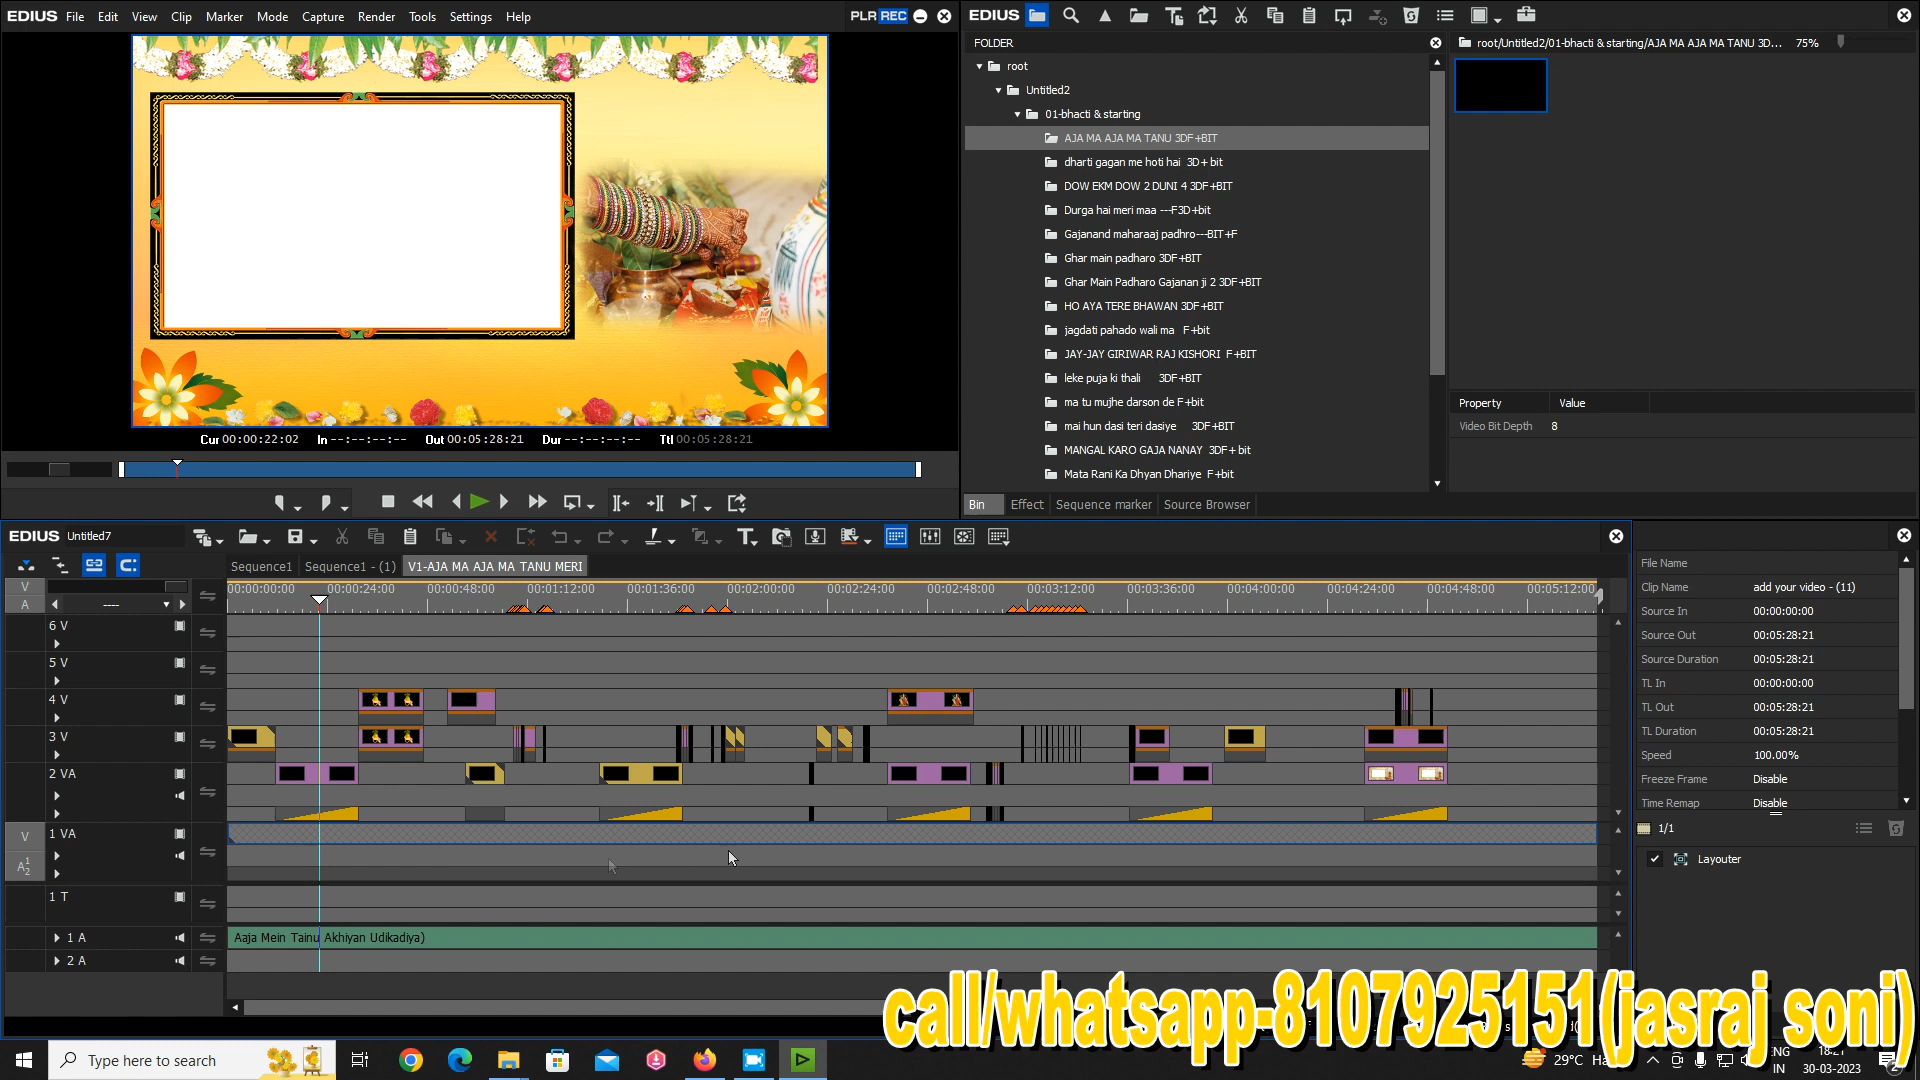 EDIUS File Edit View Clip Marker Mode Capture Render Tools Settings Help PLR REC
Cur 00:00:22:02 In --:--:--:-- Out 00:05:28:21 Dur --:--:--:-- Ttl 00:05:28:21
EDIUS
FOLDER
root
Untitled2
01-bhacti & starting
AJA MA AJA MA TANU 3DF+BIT
dharti gagan me hoti hai 3D+ bit
DOW EKM DOW 2 DUNI 4 3DF+BIT
Durga hai meri maa ---F3D+bit
Gajanand maharaaj padhro---BIT+F
Ghar main padharo 3DF+BIT
Ghar Main Padharo Gajanan ji 2 3DF+BIT
HO AYA TERE BHAWAN 3DF+BIT
jagdati pahado wali ma F+bit
JAY-JAY GIRIWAR RAJ KISHORI F+BIT
leke puja ki thali 3DF+BIT
ma tu mujhe darson de F+bit
mai hun dasi teri dasiye 3DF+BIT
MANGAL KARO GAJA NANAY 3DF+ bit
Mata Rani Ka Dhyan Dhariye F+bit
Bin Effect Sequence marker Source Browser
root/Untitled2/01-bhacti & starting/AJA MA AJA MA TANU 3D... 75%
Property Value
Video Bit Depth 8
EDIUS Untitled7
Sequence1 Sequence1 - (1) V1-AJA MA AJA MA TANU MERI
00:00:00:00 00:00:24:00 00:00:48:00 00:01:12:00 00:01:36:00 00:02:00:00 00:02:24:00 00:02:48:00 00:03:12:00 00:03:36:00 00:04:00:00 00:04:24:00 00:04:48:00 00:05:12:00
V
A ----
6 V
5 V
4 V
3 V
2 VA
V 1 VA
A 1 2
1 T
1 A Aaja Mein Tainu Akhiyan Udikadiya)
2 A
File Name
Clip Name add your video - (11)
Source In 00:00:00:00
Source Out 00:05:28:21
Source Duration 00:05:28:21
TL In 00:00:00:00
TL Out 00:05:28:21
TL Duration 00:05:28:21
Speed 100.00%
Freeze Frame Disable
Time Remap Disable
1/1
Layouter
call/whatsapp-8107925151(jasraj soni)
Type here to search
29°C Ha
ENG
IN
18:21
30-03-2023
2